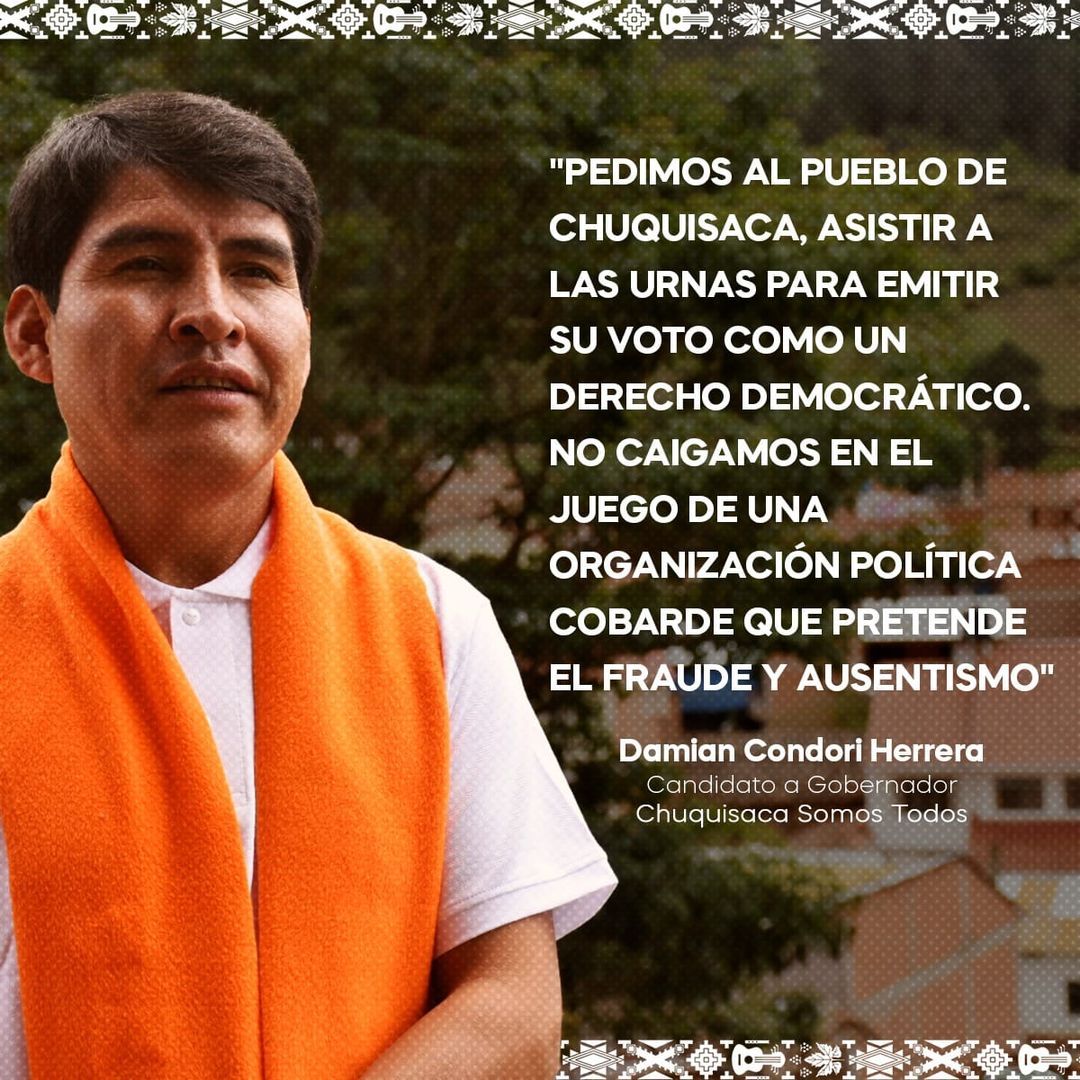 "PEDIMOS AL PUEBLO DE
CHUQUISACA, ASISTIR A
LAS URNAS PARA EMITIR
SU VOTO COMO UN
DERECHO DEMOCRÁTICO.
NO CAIGAMOS EN EL
JUEGO DE UNA
ORGANIZACIÓN POLÍTICA
COBARDE QUE PRETENDE
EL FRAUDE Y AUSENTISMO"
Damian Condori Herrera
Candidato a Gobernador
Chuquisaca Somos Todos